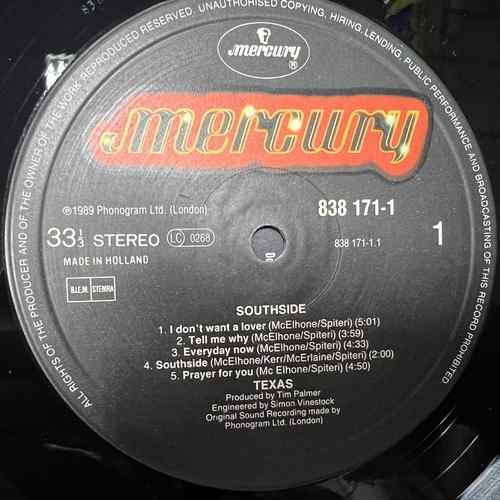 ALL RIGHTS OF THE PRODUCER AND OF THE OWNER OF THE WORK REPRODUCED RESERVED. UNAUTHORISED COPYING, HIRING, LENDING, PUBLIC PERFORMANCE AND BROADCASTING OF THIS RECORD PROHIBITED
mercury
®
mercury
℗1989 Phonogram Ltd. (London)
838 171-1
33⅓ STEREO LC 0268
838 171-1.1
1
MADE IN HOLLAND
B.I.E.M. STEMRA
SOUTHSIDE
1. I don't want a lover (McElhone/Spiteri) (5:01)
2. Tell me why (McElhone/Spiteri) (3:59)
3. Everyday now (McElhone/Spiteri) (4:33)
4. Southside (McElhone/Kerr/McErlaine/Spiteri) (2:00)
5. Prayer for you (Mc Elhone/Spiteri) (4:50)
TEXAS
Produced by Tim Palmer
Engineered by Simon Vinestock
Original Sound Recording made by
Phonogram Ltd. (London)